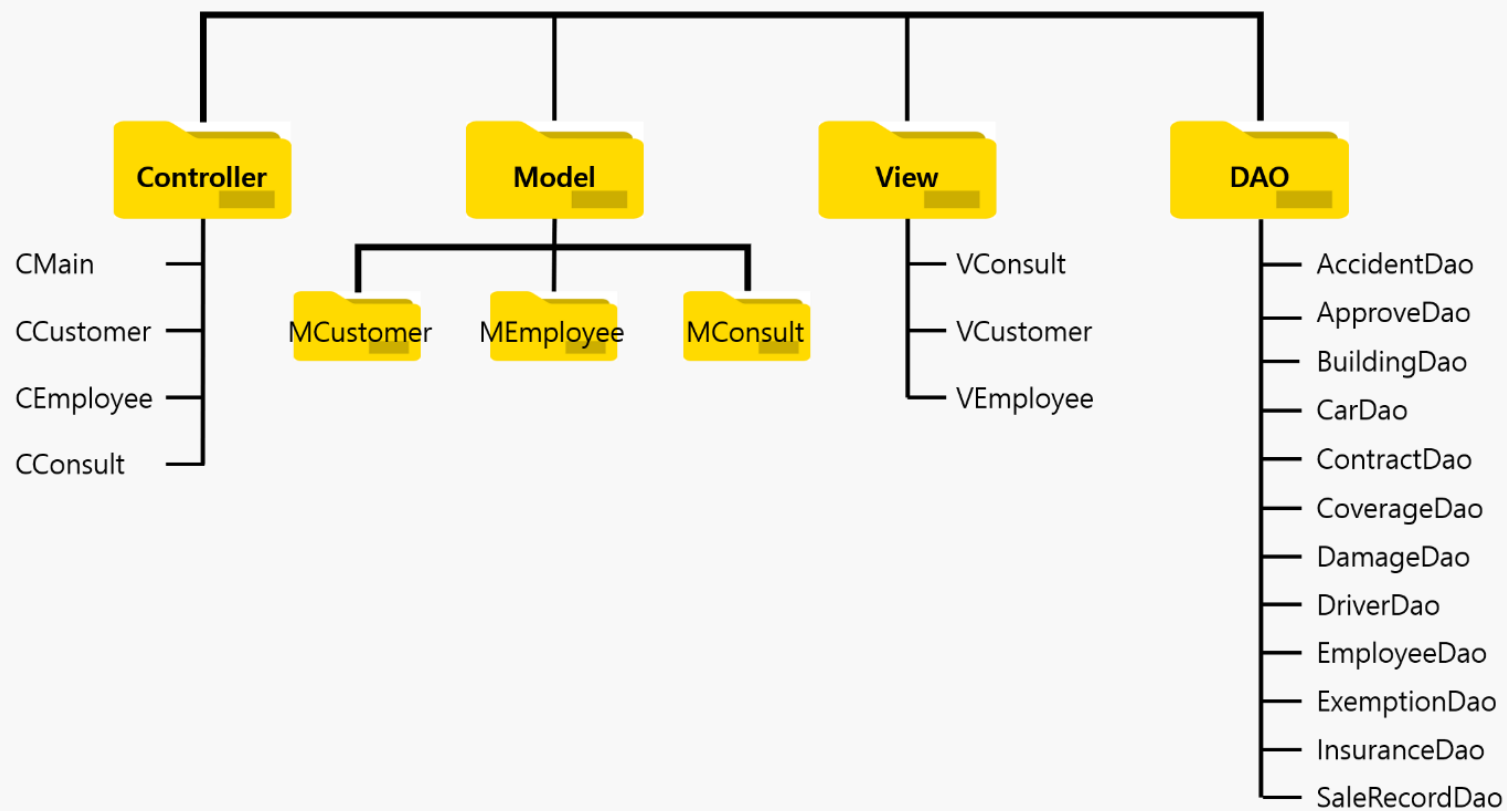 Controller
Model
View
DAO
CMain
CCustomer
CEmployee
CConsult
MCustomer
MEmployee
MConsult
VConsult
VCustomer
VEmployee
AccidentDao
ApproveDao
BuildingDao
CarDao
ContractDao
CoverageDao
DamageDao
DriverDao
EmployeeDao
ExemptionDao
InsuranceDao
SaleRecordDao